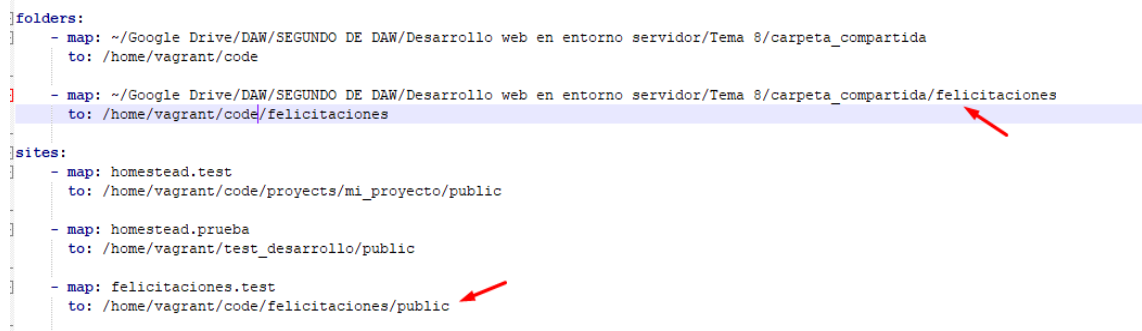 folders:
- map: ~/Google Drive/DAW/SEGUNDO DE DAW/Desarrollo web en entorno servidor/Tema 8/carpeta_compartida
to: /home/vagrant/code
- map: ~/Google Drive/DAW/SEGUNDO DE DAW/Desarrollo web en entorno servidor/Tema 8/carpeta_compartida/felicitaciones
to: /home/vagrant/code/felicitaciones
sites:
- map: homestead.test
to: /home/vagrant/code/proyects/mi_proyecto/public
- map: homestead.prueba
to: /home/vagrant/test_desarrollo/public
- map: felicitaciones.test
to: /home/vagrant/code/felicitaciones/public